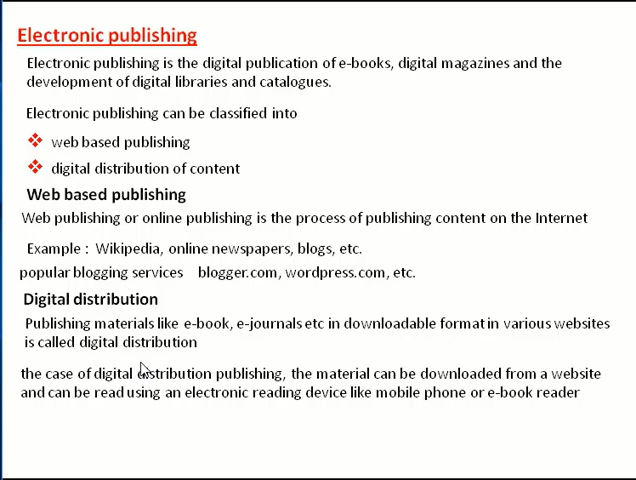 Electronic publishing
Electronic publishing is the digital publication of e-books, digital magazines and the
development of digital libraries and catalogues.
Electronic publishing can be classified into
❖ web based publishing
❖ digital distribution of content
Web based publishing
Web publishing or online publishing is the process of publishing content on the Internet
Example : Wikipedia, online newspapers, blogs, etc.
popular blogging services blogger.com, wordpress.com, etc.
Digital distribution
Publishing materials like e-book, e-journals etc in downloadable format in various websites
is called digital distribution
the case of digital distribution publishing, the material can be downloaded from a website
and can be read using an electronic reading device like mobile phone or e-book reader